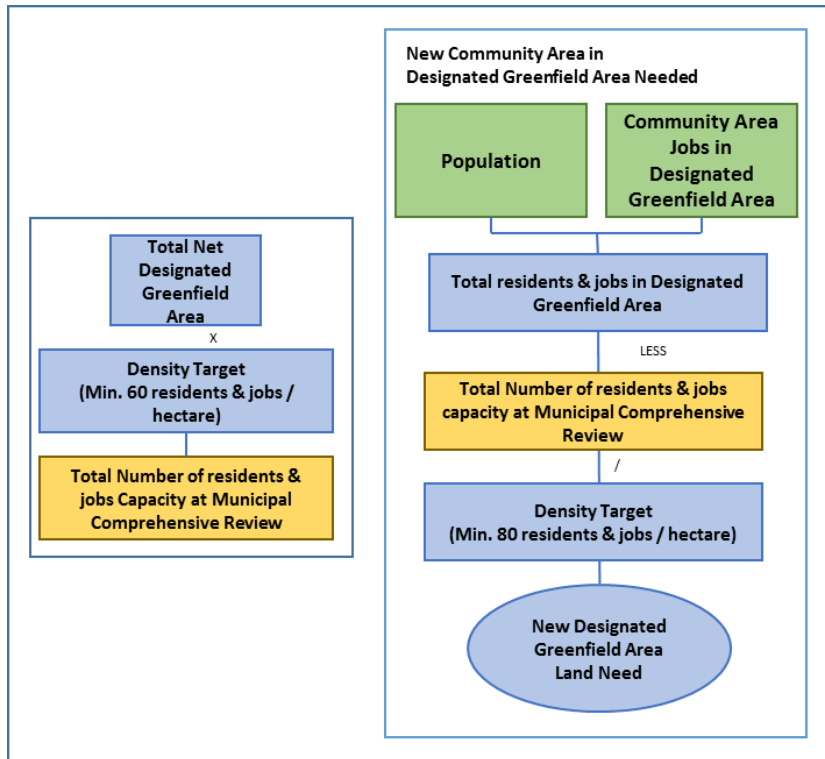 Total Net
Designated
Greenfield
Area
X
Density Target
(Min. 60 residents & jobs /
hectare)
Total Number of residents &
jobs Capacity at Municipal
Comprehensive Review
New Community Area in
Designated Greenfield Area Needed
Population
Community Area
Jobs in
Designated
Greenfield Area
Total residents & jobs in Designated
Greenfield Area
LESS
Total Number of residents & jobs
capacity at Municipal Comprehensive
Review
/
Density Target
(Min. 80 residents & jobs / hectare)
New Designated
Greenfield Area
Land Need